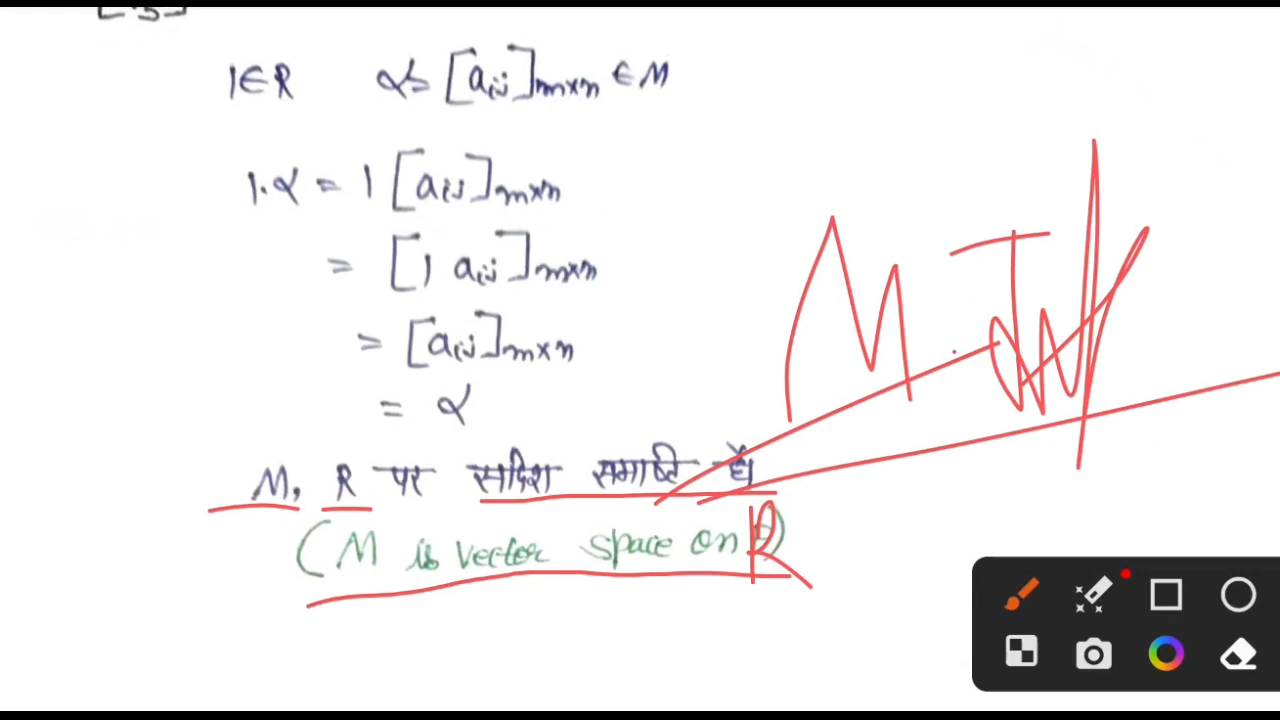 1∈R α=[aij]m×n ∈M
1.α = 1 [aij]m×n
= [1 aij]m×n
= [aij]m×n
= α
M, R पर सदिश समष्टि है
(M is vector space on R)